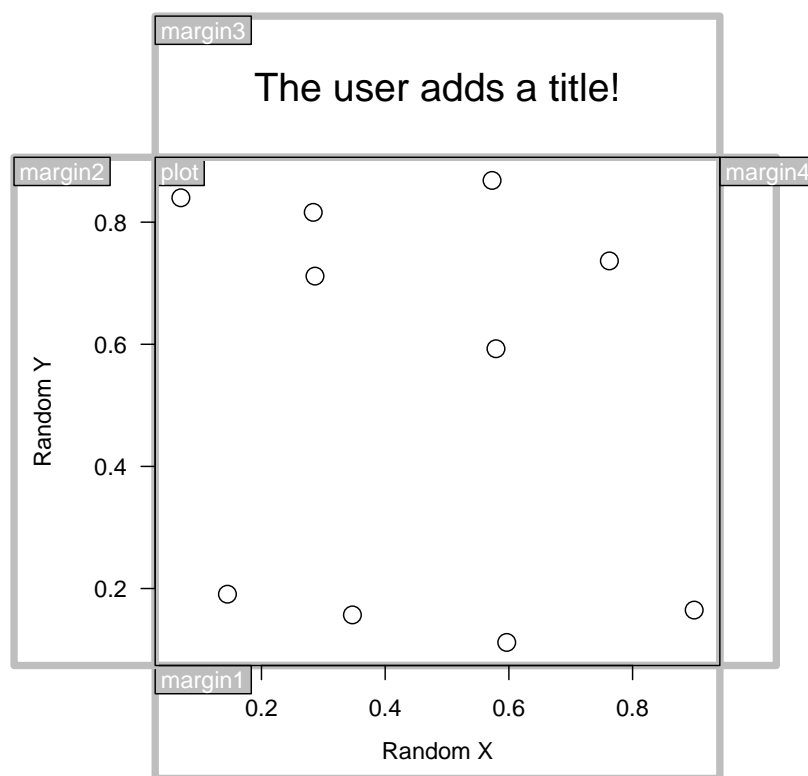 margin3
The user adds a title!
margin2
plot
margin4
0.8
0.6
0.4
0.2
Random Y
margin1
0.2 0.4 0.6 0.8
Random X